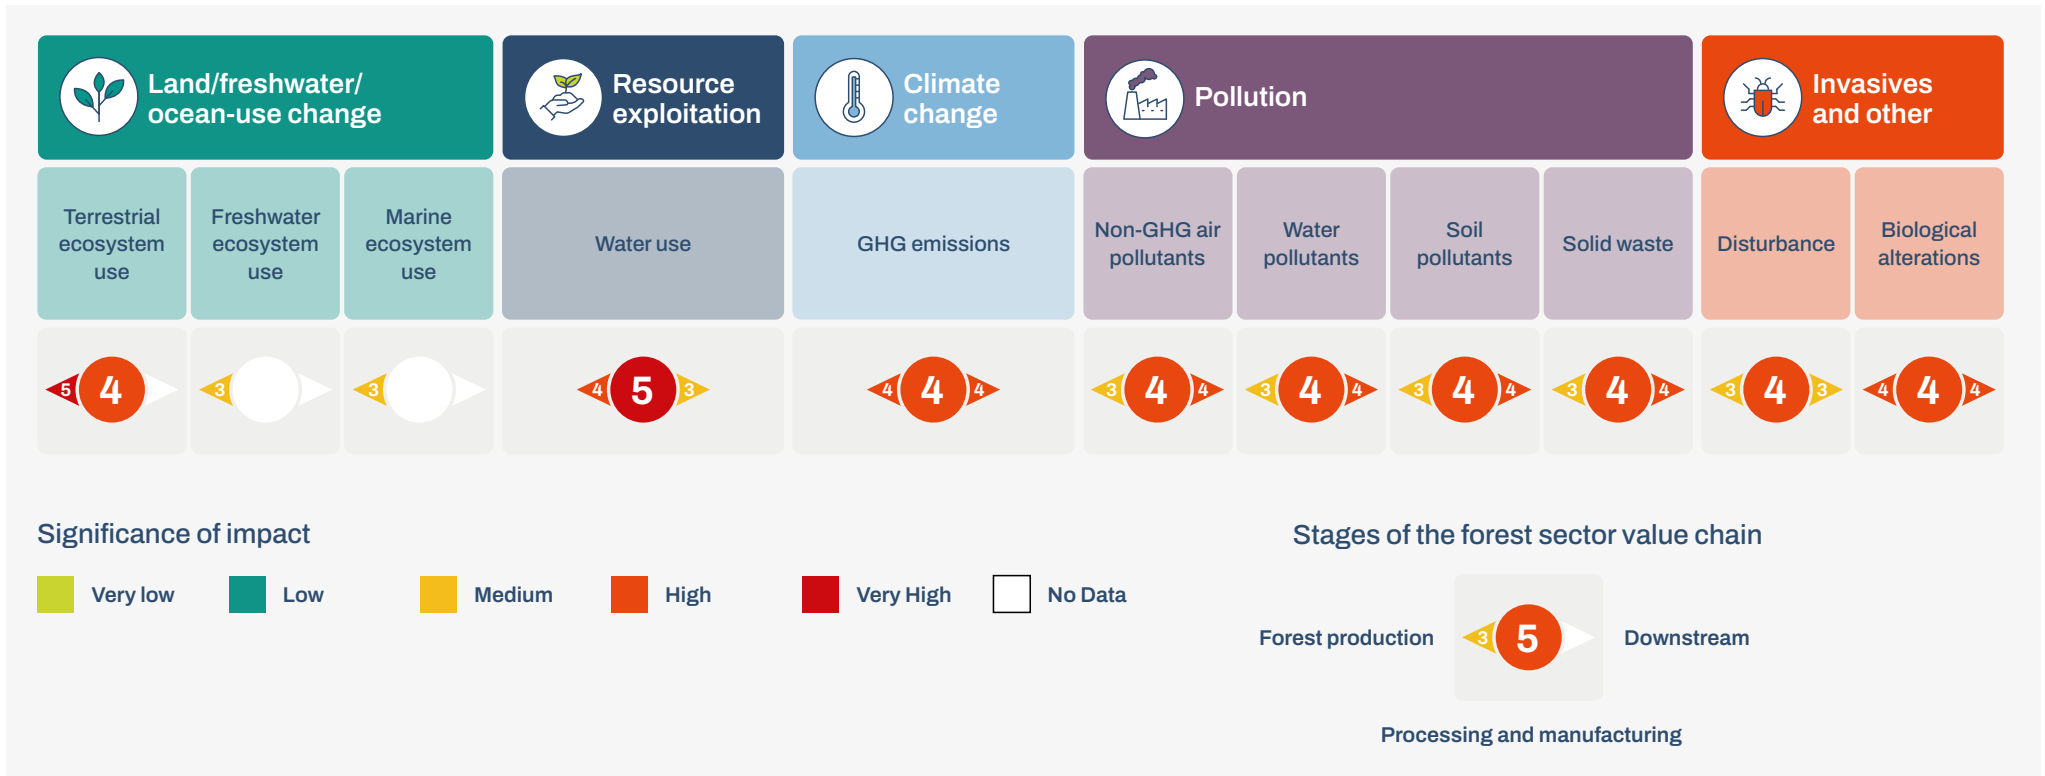 Land/freshwater/
ocean-use change
Resource
exploitation
Climate
change
Pollution
Invasives
and other
Terrestrial
ecosystem
use
Freshwater
ecosystem
use
Marine
ecosystem
use
Water use
GHG emissions
Non-GHG air
pollutants
Water
pollutants
Soil
pollutants
Solid waste
Disturbance
Biological
alterations
5 4
3
3
4 5 3
4 4 4
3 4 4
3 4 4
3 4 4
3 4 4
3 4 3
4 4 4
Significance of impact
Very low
Low
Medium
High
Very High
No Data
Stages of the forest sector value chain
Forest production
3 5
Downstream
Processing and manufacturing